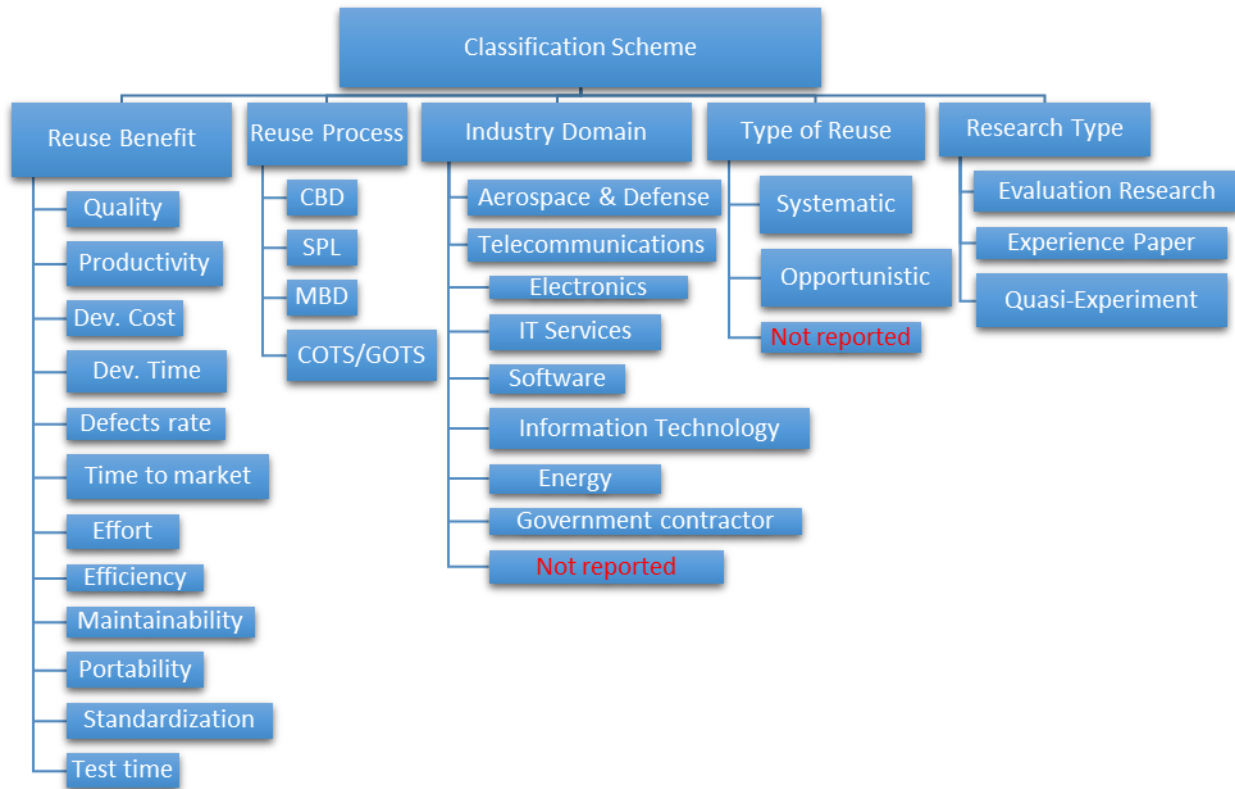 Classification Scheme
Reuse Benefit
Quality
Productivity
Dev. Cost
Dev. Time
Defects rate
Time to market
Effort
Efficiency
Maintainability
Portability
Standardization
Test time
Reuse Process
CBD
SPL
MBD
COTS/GOTS
Industry Domain
Aerospace & Defense
Telecommunications
Electronics
IT Services
Software
Information Technology
Energy
Government contractor
Not reported
Type of Reuse
Systematic
Opportunistic
Not reported
Research Type
Evaluation Research
Experience Paper
Quasi-Experiment